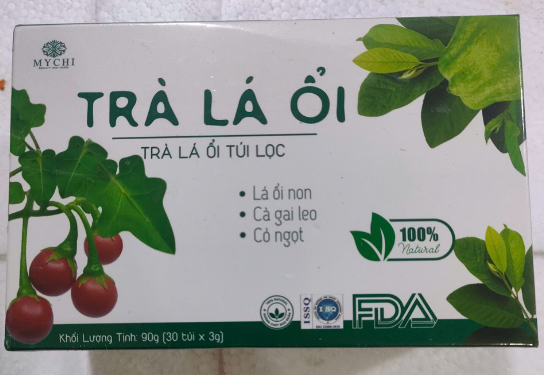 MYCHI
TRÀ LÁ ỔI
TRÀ LÁ ỔI TÚI LỌC
• Lá ổi non
• Cà gai leo
• Cỏ ngọt
100%
Natural
ISSQ
FDA
Khối Lượng Tịnh: 90g (30 túi x 3g)